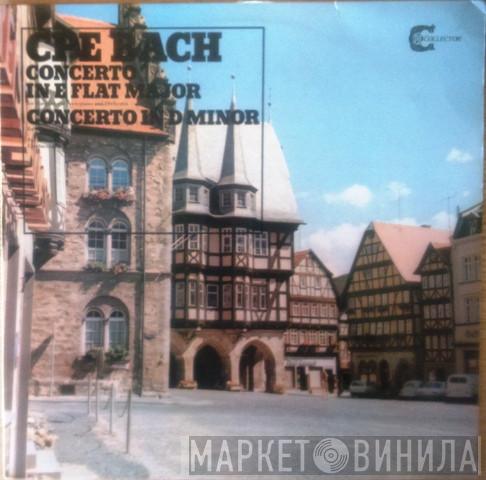 CPE BACH
COLLECTOR
CONCERTO
IN E FLAT MAJOR
CONCERTO IN D MINOR
МАРКЕТ ВИНИЛА